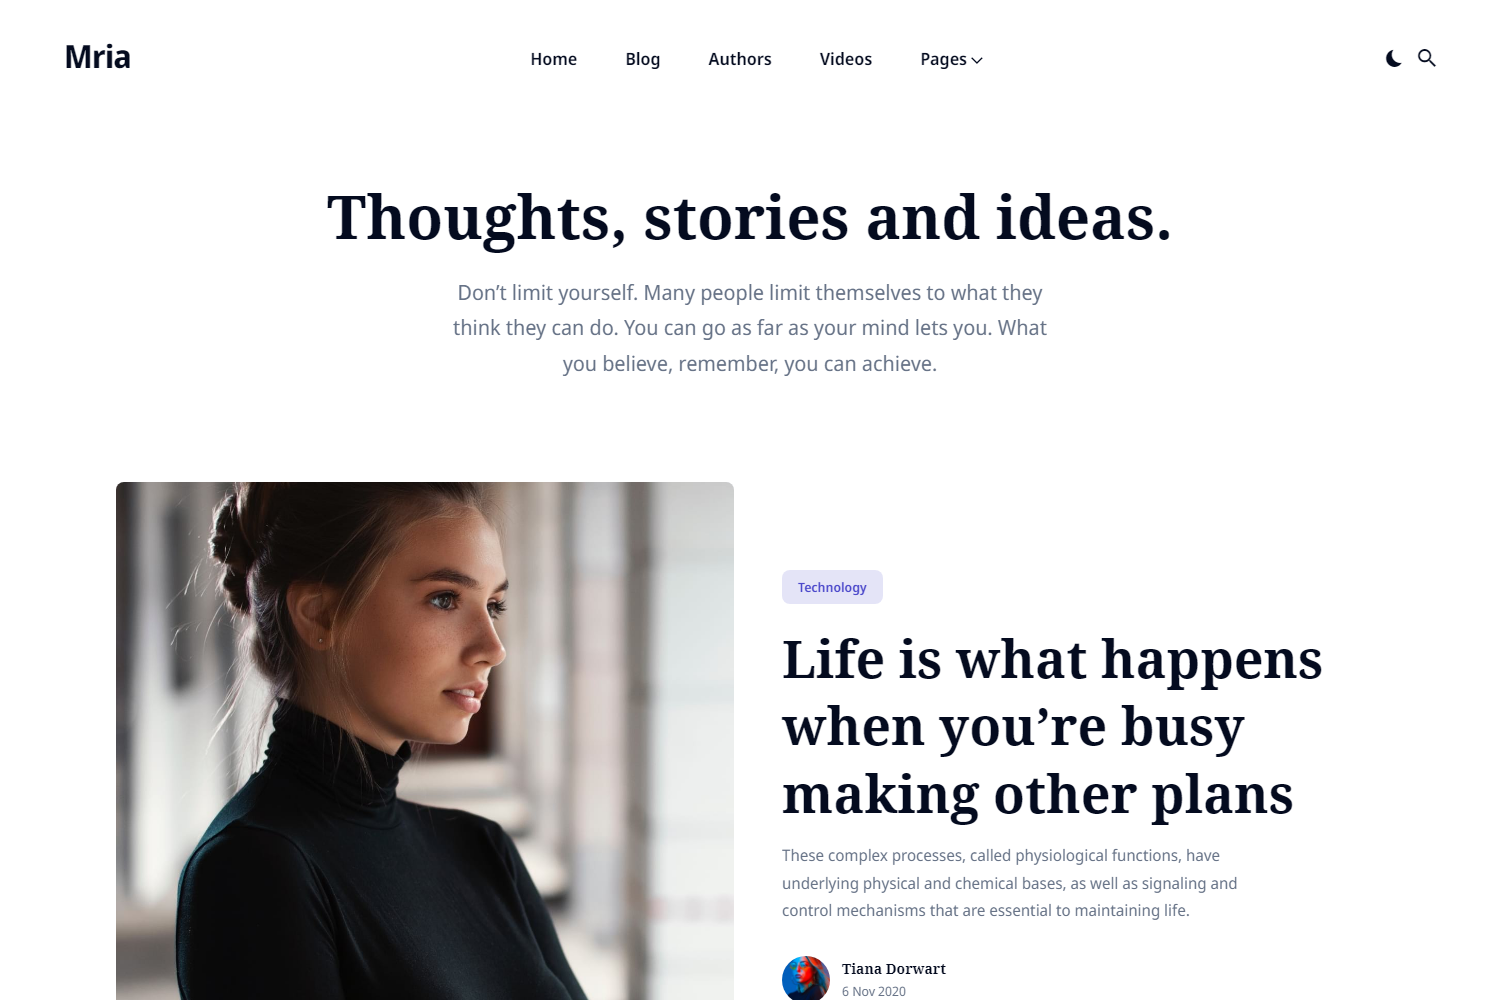 Mria
Home Blog Authors Videos Pages
Thoughts, stories and ideas.
Don’t limit yourself. Many people limit themselves to what they
think they can do. You can go as far as your mind lets you. What
you believe, remember, you can achieve.
Technology
Life is what happens
when you’re busy
making other plans
These complex processes, called physiological functions, have
underlying physical and chemical bases, as well as signaling and
control mechanisms that are essential to maintaining life.
Tiana Dorwart
6 Nov 2020